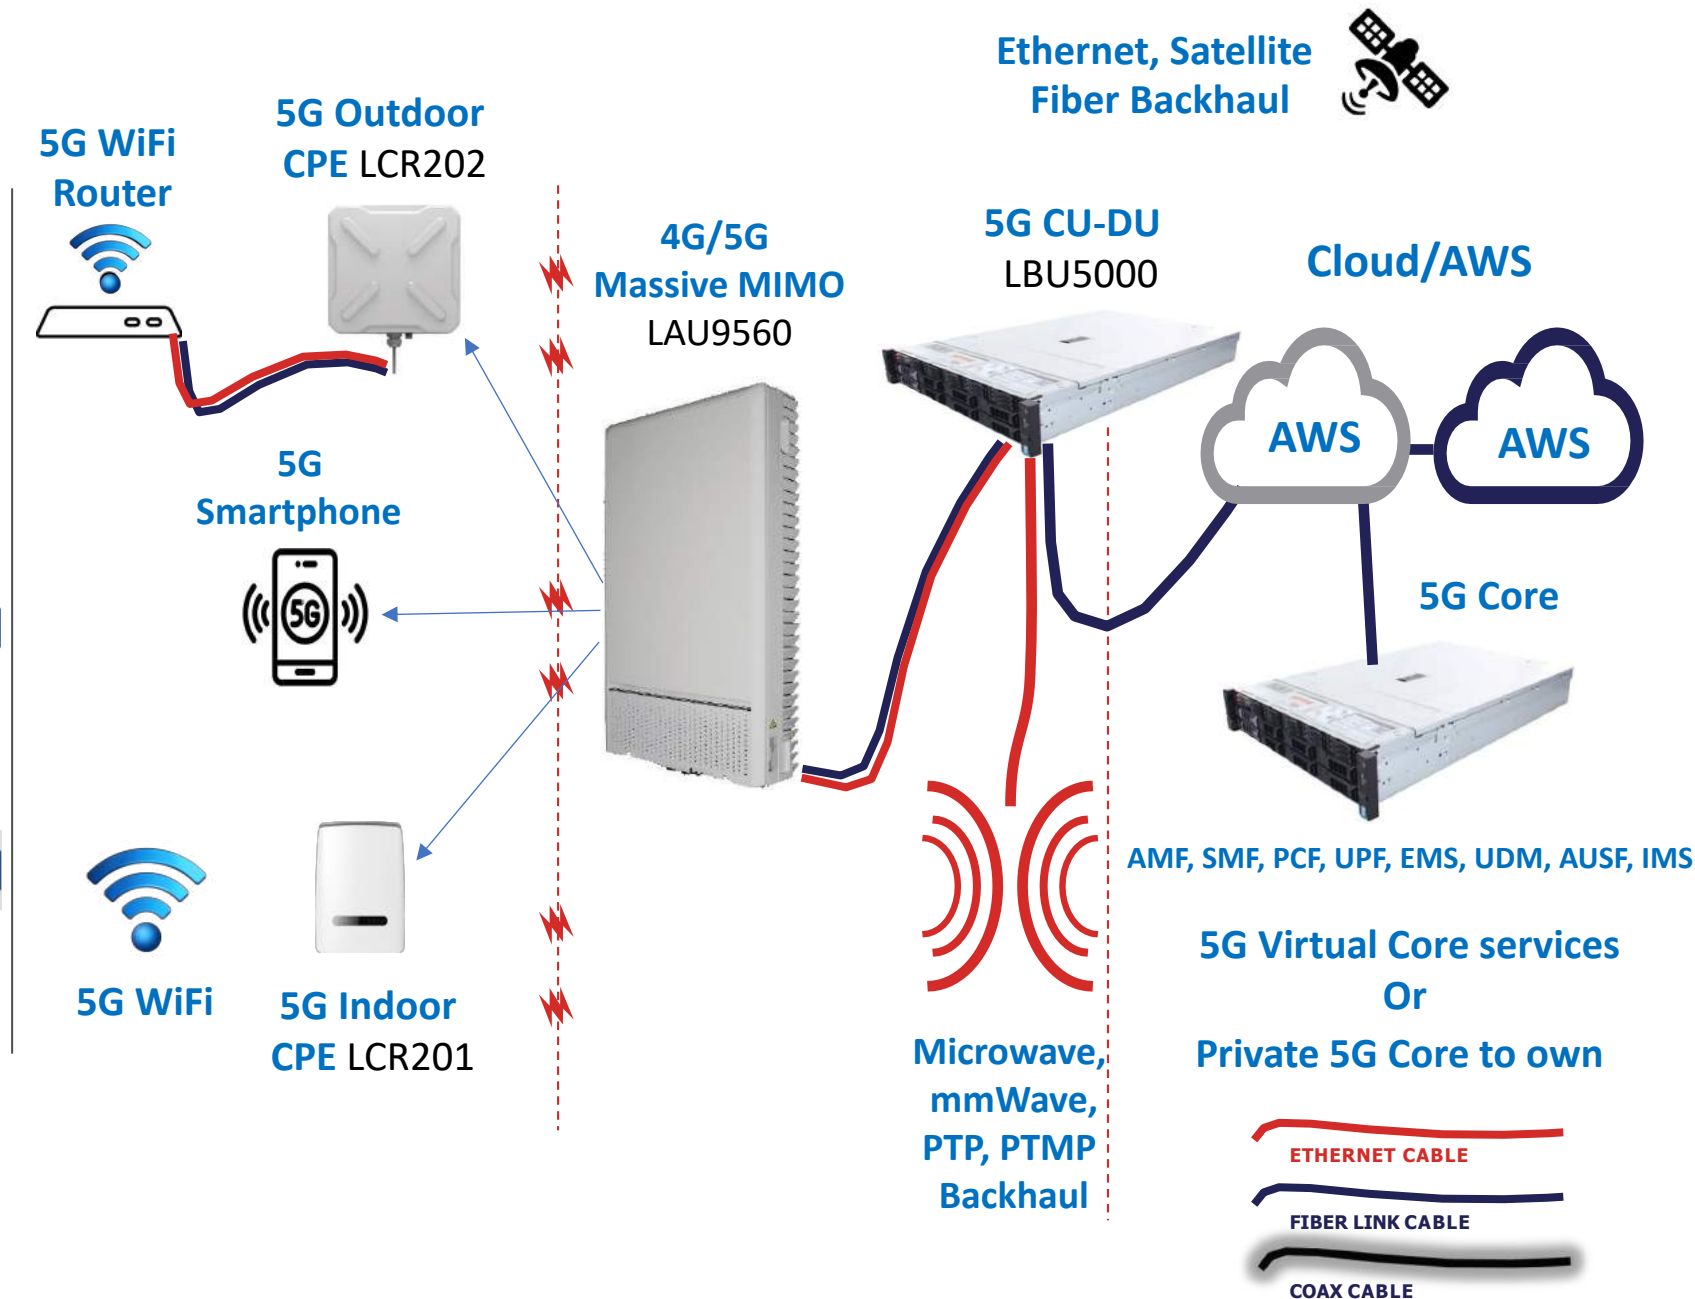 Ethernet, Satellite
Fiber Backhaul
5G WiFi
Router
5G Outdoor
CPE LCR202
4G/5G
Massive MIMO
LAU9560
5G CU-DU
LBU5000
Cloud/AWS
AWS
AWS
5G
Smartphone
5G
5G Core
AMF, SMF, PCF, UPF, EMS, UDM, AUSF, IMS
5G WiFi
5G Indoor
CPE LCR201
Microwave,
mmWave,
PTP, PTMP
Backhaul
5G Virtual Core services
Or
Private 5G Core to own
ETHERNET CABLE
FIBER LINK CABLE
COAX CABLE